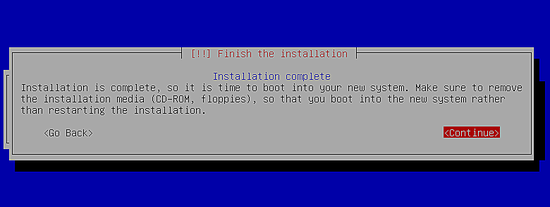 [!!] Finish the installation
Installation complete
Installation is complete, so it is time to boot into your new system. Make sure to remove
the installation media (CD-ROM, floppies), so that you boot into the new system rather
than restarting the installation.
<Go Back> <Continue>